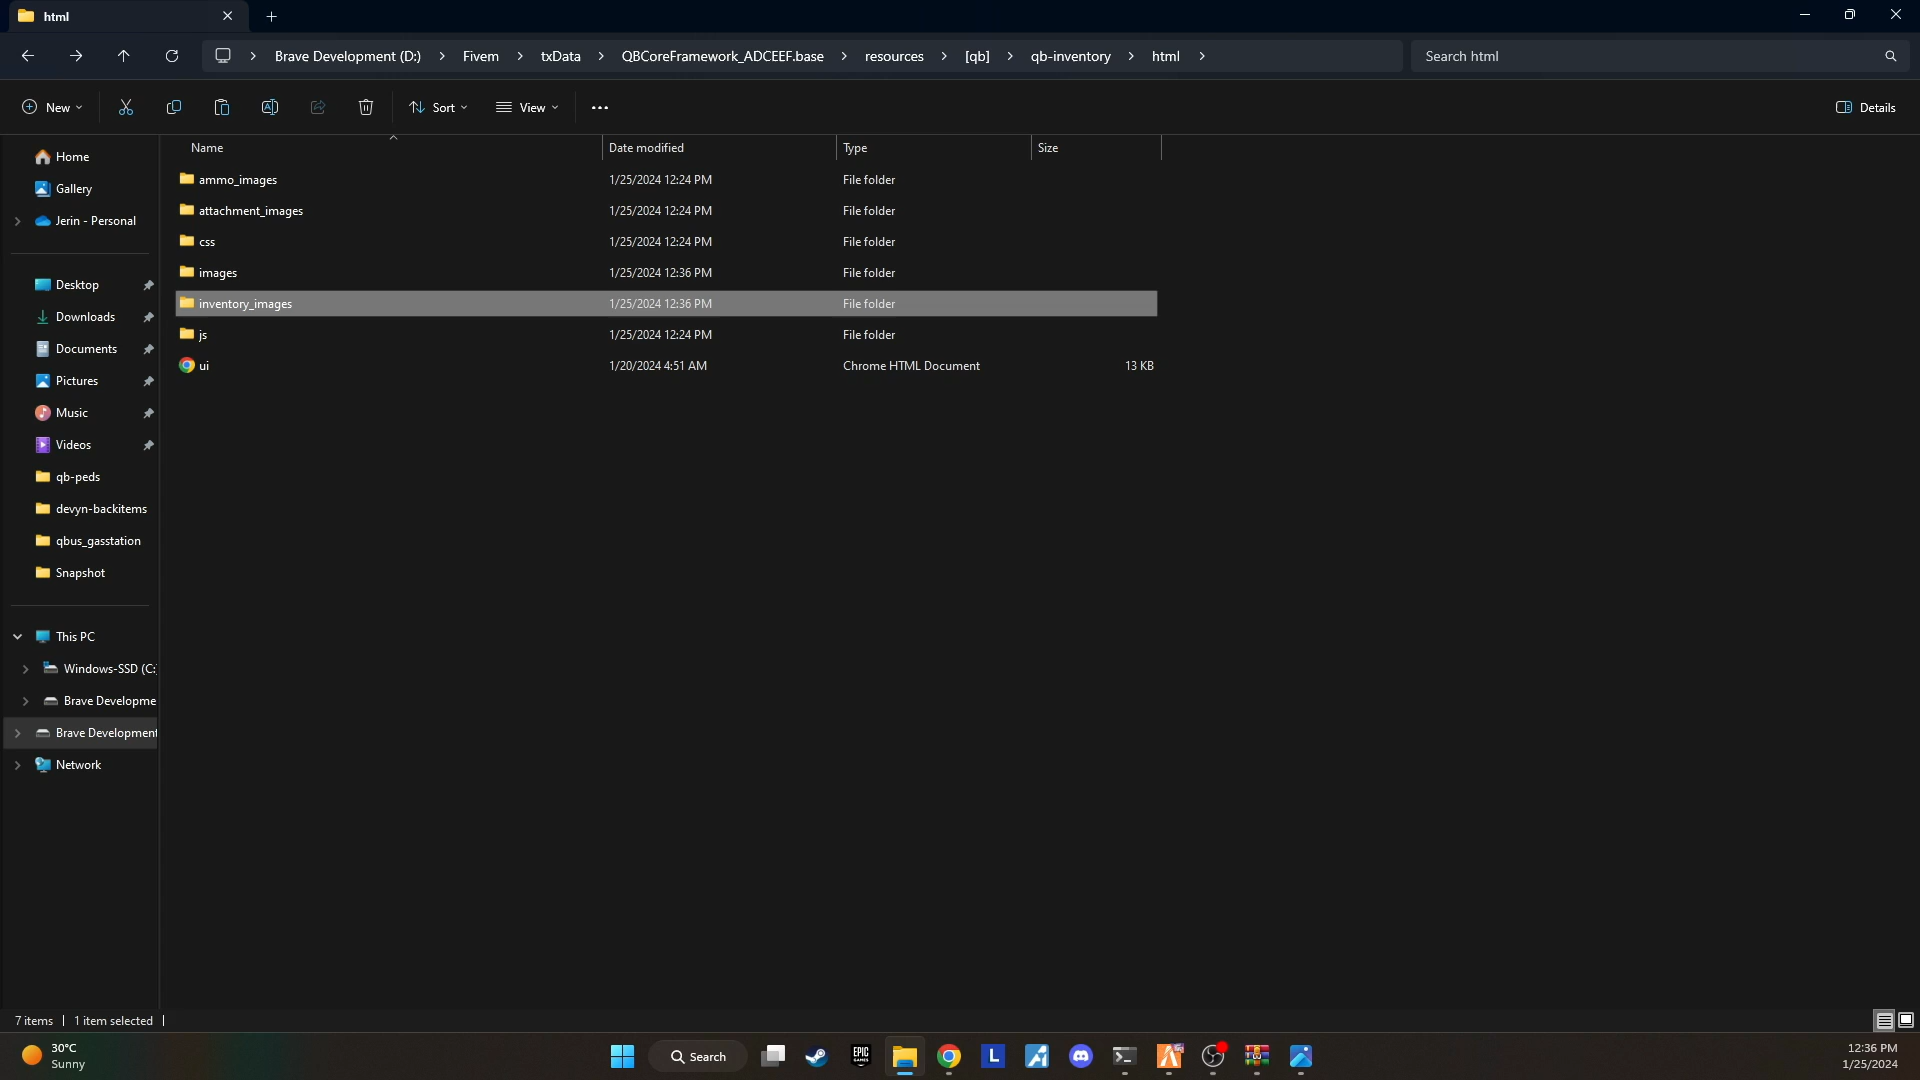 html
Brave Development (D:) > Fivem > txData > QBCoreFramework_ADCEEF.base > resources > [qb] > qb-inventory > html >
Search html
New
Sort
View
Details
Name
Date modified
Type
Size
Home
Gallery
Jerin - Personal
Desktop
Downloads
Documents
Pictures
Music
Videos
qb-peds
devyn-backitems
qbus_gasstation
Snapshot
This PC
Windows-SSD (C:
Brave Developme
Brave Development
Network
ammo_images 1/25/2024 12:24 PM File folder
attachment_images 1/25/2024 12:24 PM File folder
css 1/25/2024 12:24 PM File folder
images 1/25/2024 12:36 PM File folder
inventory_images 1/25/2024 12:36 PM File folder
js 1/25/2024 12:24 PM File folder
ui 1/20/2024 4:51 AM Chrome HTML Document 13 KB
7 items
1 item selected
30°C
Sunny
Search
EPIC
GAMES
L
12:36 PM
1/25/2024